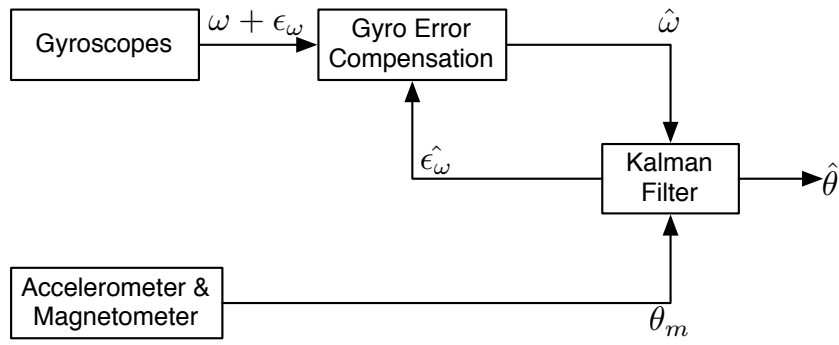 Gyroscopes
ω + ϵ_ω
Gyro Error
Compensation
ω̂
ϵ̂_ω
Kalman
Filter
θ̂
Accelerometer &
Magnetometer
θ_m